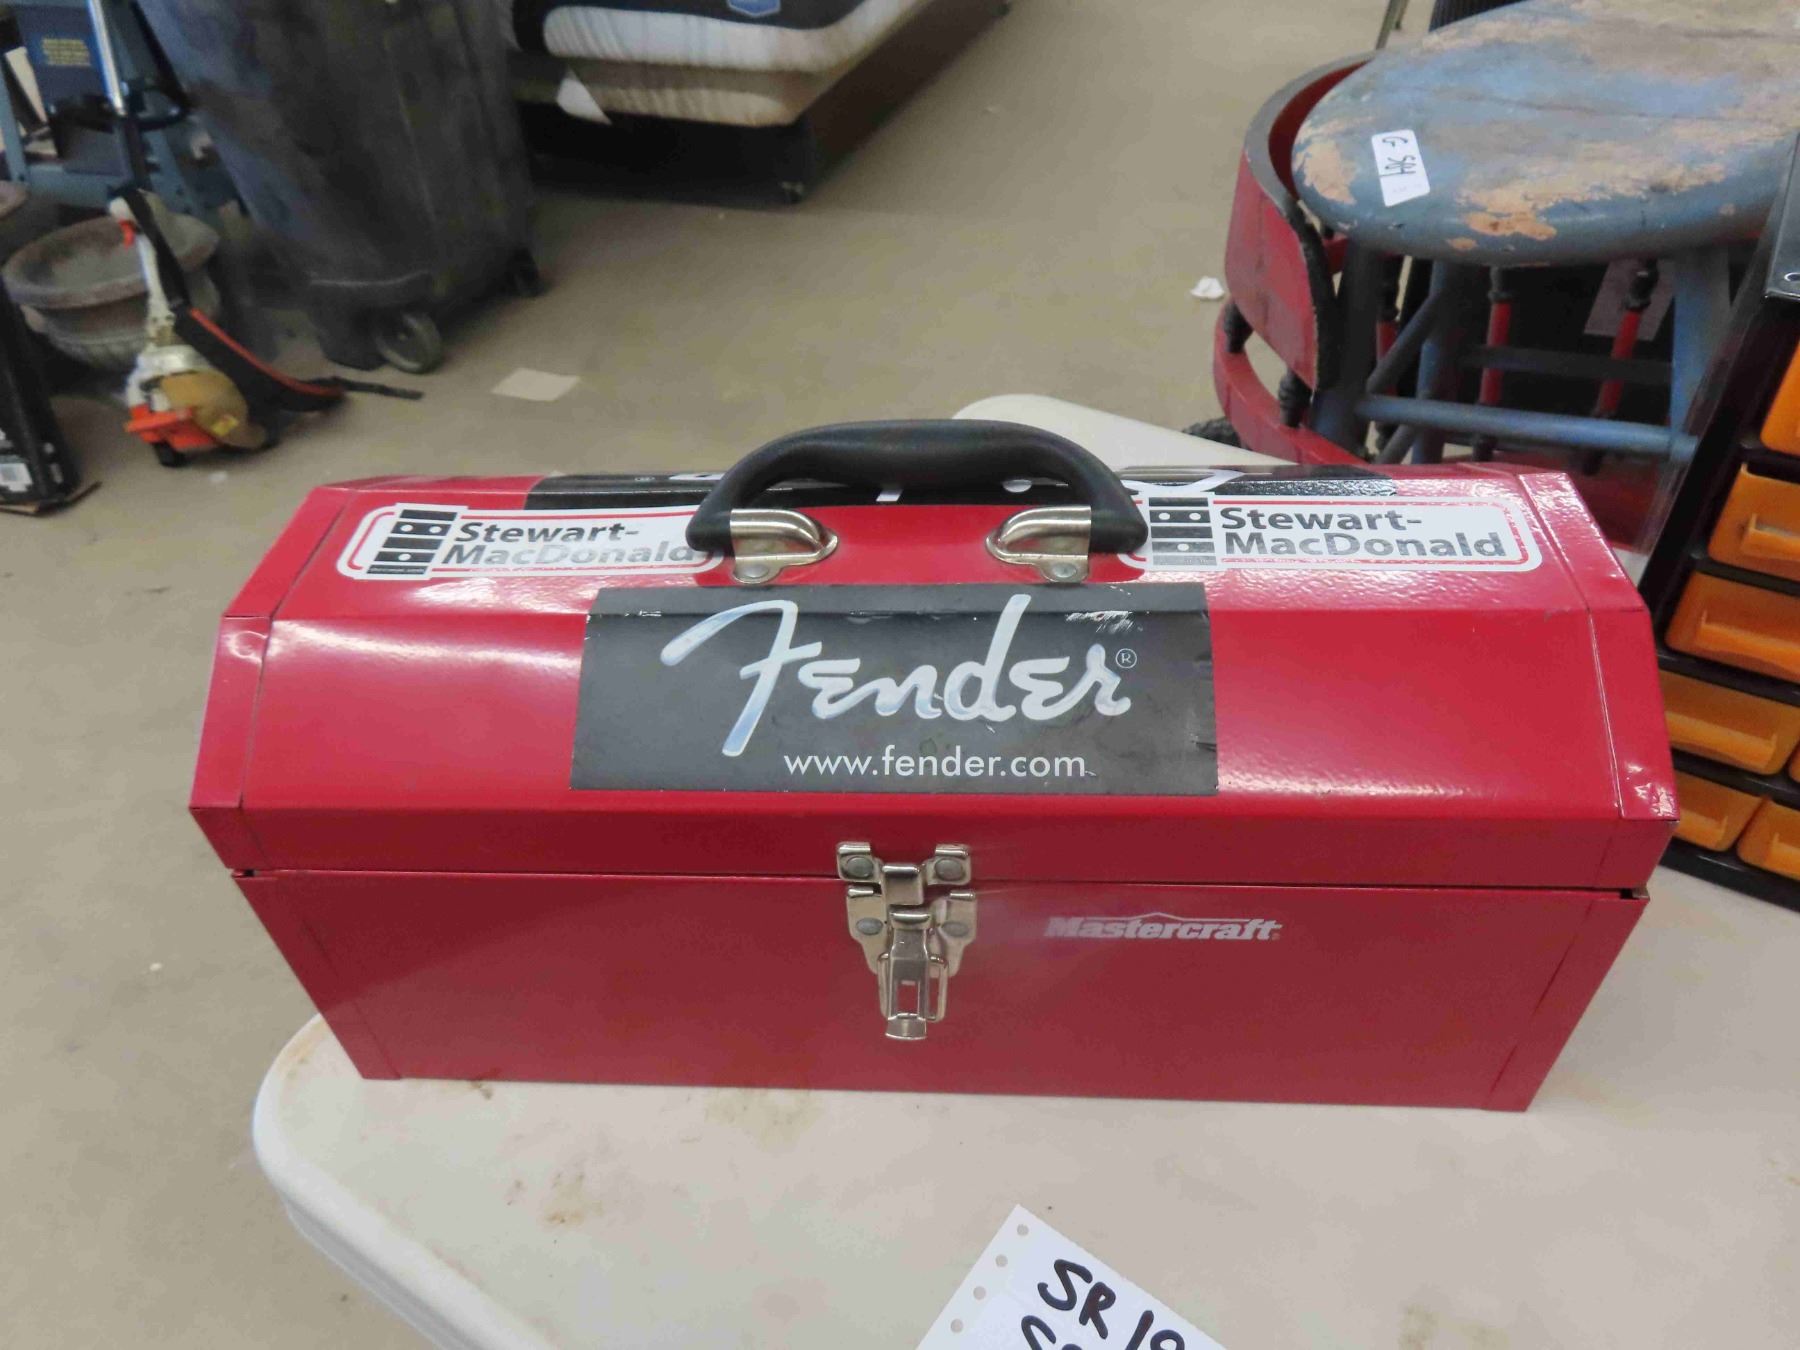 Stewart-
MacDonald
Stewart-
MacDonald
Fender®
www.fender.com
Mastercraft
SR